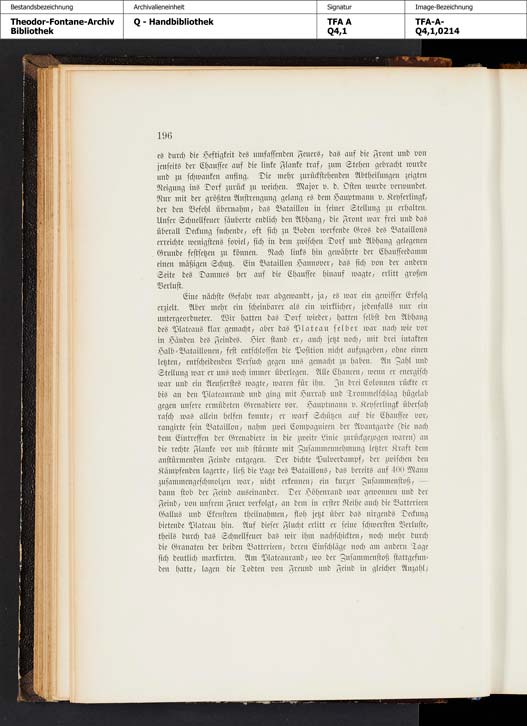 Bestandsbezeichnung Archivalieneinheit Signatur Image-Bezeichnung
Theodor-Fontane-Archiv Q - Handbibliothek TFA A TFA-A-
Bibliothek Q4,1 Q4,1,0214
196
es durch die Heftigkeit des umfassenden Feuers, das auf die Front und von
jenseits der Chaussee auf die linke Flanke traf, zum Stehen gebracht wurde
und zu schwanken anfing. Die mehr zurückstehenden Abtheilungen zeigten
Neigung ins Dorf zurück zu weichen. Major v. d. Osten wurde verwundet.
Nur mit der größten Anstrengung gelang es dem Hauptmann v. Keyserlingk,
der den Befehl übernahm, das Bataillon in seiner Stellung zu erhalten.
Unser Schnellfeuer säuberte endlich den Abhang; die Front war frei und das
überall Deckung suchende, oft sich zu Boden werfende Gros des Bataillons
erreichte wenigstens soviel, sich in dem zwischen Dorf und Abhang gelegenen
Grunde festsetzen zu können. Nach links hin gewährte der Chausseedamm
einen mäßigen Schutz. Ein Bataillon Hannover, das sich von der andern
Seite des Dammes her auf die Chaussee hinauf wagte, erlitt großen
Verlust.
Eine nächste Gefahr war abgewandt, ja, es war ein gewisser Erfolg
erzielt. Aber mehr ein scheinbarer als ein wirklicher, jedenfalls nur ein
untergeordneter. Wir hatten das Dorf wieder, hatten selbst den Abhang
des Plateaus klar gemacht, aber das Plateau selber war nach wie vor
in Händen des Feindes. Hier stand er, auch jetzt noch, mit drei intakten
Halb-Bataillonen, fest entschlossen die Position nicht aufzugeben, ohne einen
letzten, entscheidenden Versuch gegen uns gemacht zu haben. An Zahl und
Stellung war er uns noch immer überlegen. Alle Chancen, wenn er energisch
war und ein Aeußerstes wagte, waren für ihn. In drei Colonnen rückte er
bis an den Plateaurand und ging mit Hurrah und Trommelschlag hügelab
gegen unsere ermüdeten Grenadiere vor. Hauptmann v. Keyserlingk übersah
rasch was allein helfen konnte; er warf Schützen auf die Chaussee vor,
rangirte sein Bataillon, nahm zwei Compagnieen der Avantgarde (die nach
dem Eintreffen der Grenadiere in die zweite Linie zurückgezogen waren) an
die rechte Flanke vor und stürmte mit Zusammennehmung letzter Kraft dem
anstürmenden Feinde entgegen. Der dichte Pulverdampf, der zwischen den
Kämpfenden lagerte, ließ die Lage des Bataillons, das bereits auf 400 Mann
zusammengeschmolzen war, nicht erkennen; ein kurzer Zusammenstoß, —
dann stob der Feind auseinander. Der Höhenrand war gewonnen und der
Feind, von unsrem Feuer verfolgt, an dem in erster Reihe auch die Batterieen
Gallus und Eckensteen theilnahmen, stob jetzt über das nirgends Deckung
bietende Plateau hin. Auf dieser Flucht erlitt er seine schwersten Verluste,
theils durch das Schnellfeuer das wir ihm nachschickten, noch mehr durch
die Granaten der beiden Batterieen, deren Einschläge noch am andern Tage
sich deutlich markirten. Am Plateaurand, wo der Zusammenstoß stattgefun-
den hatte, lagen die Todten von Freund und Feind in gleicher Anzahl;